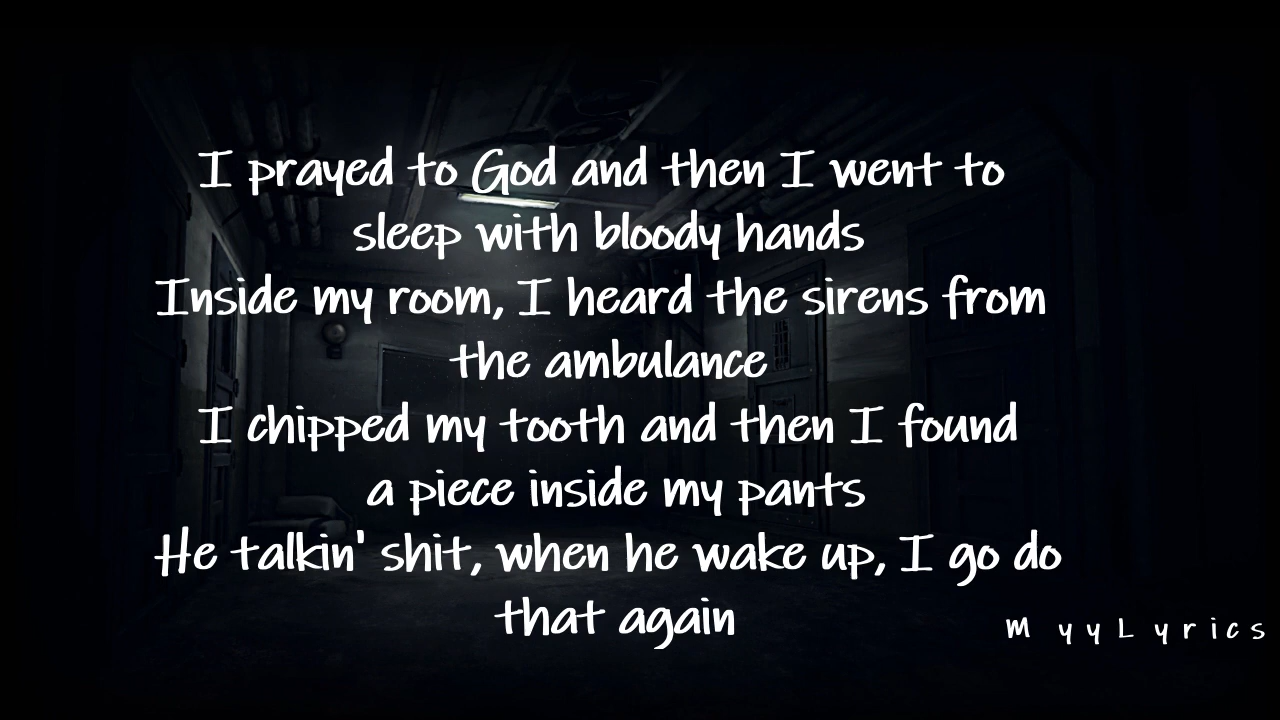 I prayed to God and then I went to
sleep with bloody hands
Inside my room, I heard the sirens from
the ambulance
I chipped my tooth and then I found
a piece inside my pants
He talkin' shit, when he wake up, I go do
that again
M yyLyrics